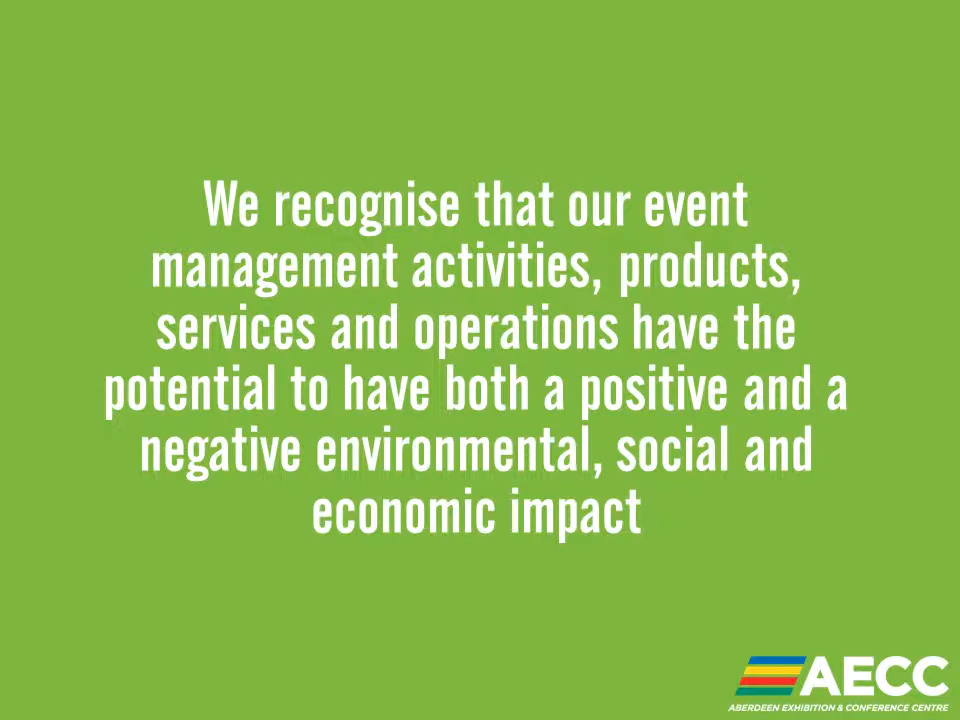 We recognise that our event
management activities, products,
services and operations have the
potential to have both a positive and a
negative environmental, social and
economic impact
AECC
ABERDEEN EXHIBITION & CONFERENCE CENTRE